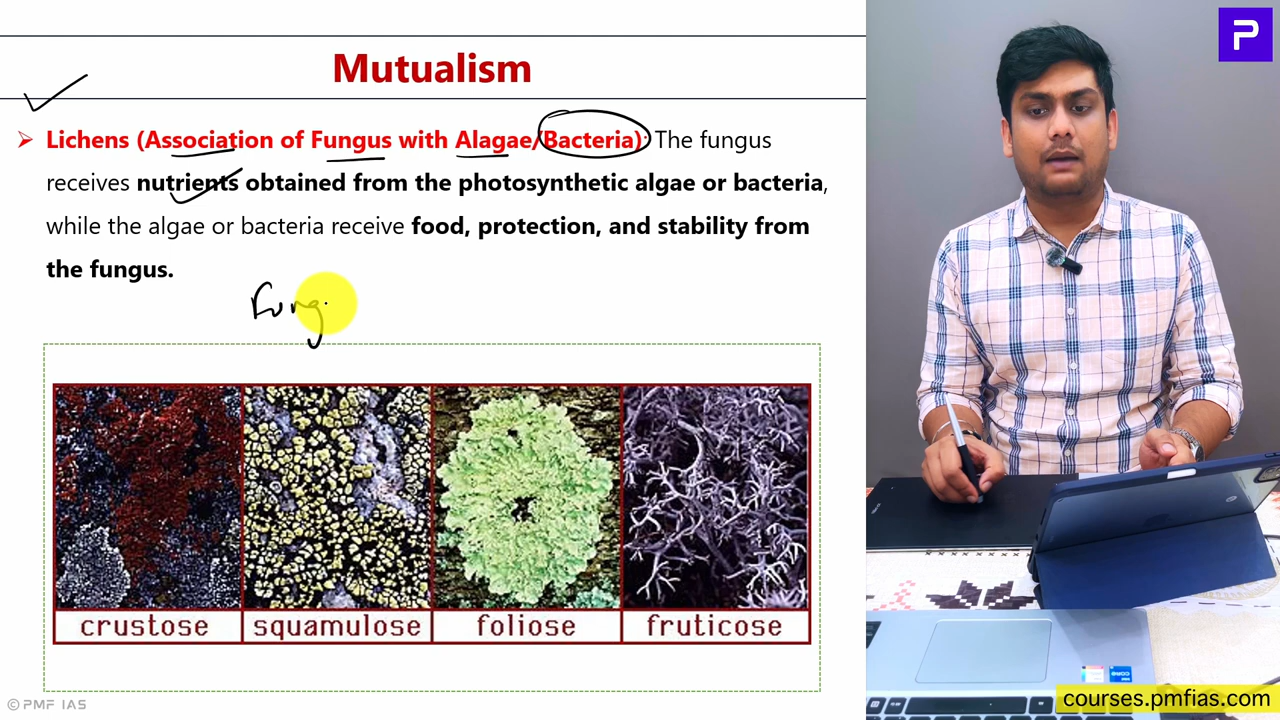 P
Mutualism
➢ Lichens (Association of Fungus with Alagae/Bacteria): The fungus
receives nutrients obtained from the photosynthetic algae or bacteria,
while the algae or bacteria receive food, protection, and stability from
the fungus.
Fung
crustose squamulose foliose fruticose
© PMF IAS
courses.pmfias.com